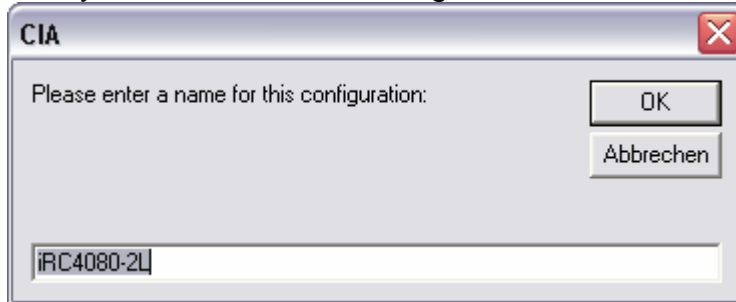 CIA
Please enter a name for this configuration:
OK
Abbrechen
iRC4080-2L